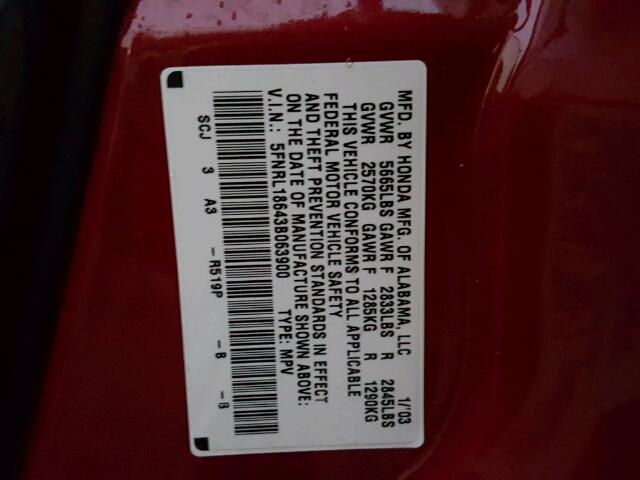 MFD. BY HONDA MFG. OF ALABAMA, LLC 1/'03
GVWR 5665LBS GAWR F 2833LBS R 2845LBS
GVWR 2570KG GAWR F 1285KG R 1290KG
THIS VEHICLE CONFORMS TO ALL APPLICABLE
FEDERAL MOTOR VEHICLE SAFETY
AND THEFT PREVENTION STANDARDS IN EFFECT
ON THE DATE OF MANUFACTURE SHOWN ABOVE:
V.I.N.: 5FNRL18643B063900 TYPE: MPV
SCJ 3 A3 -R519P -B -B